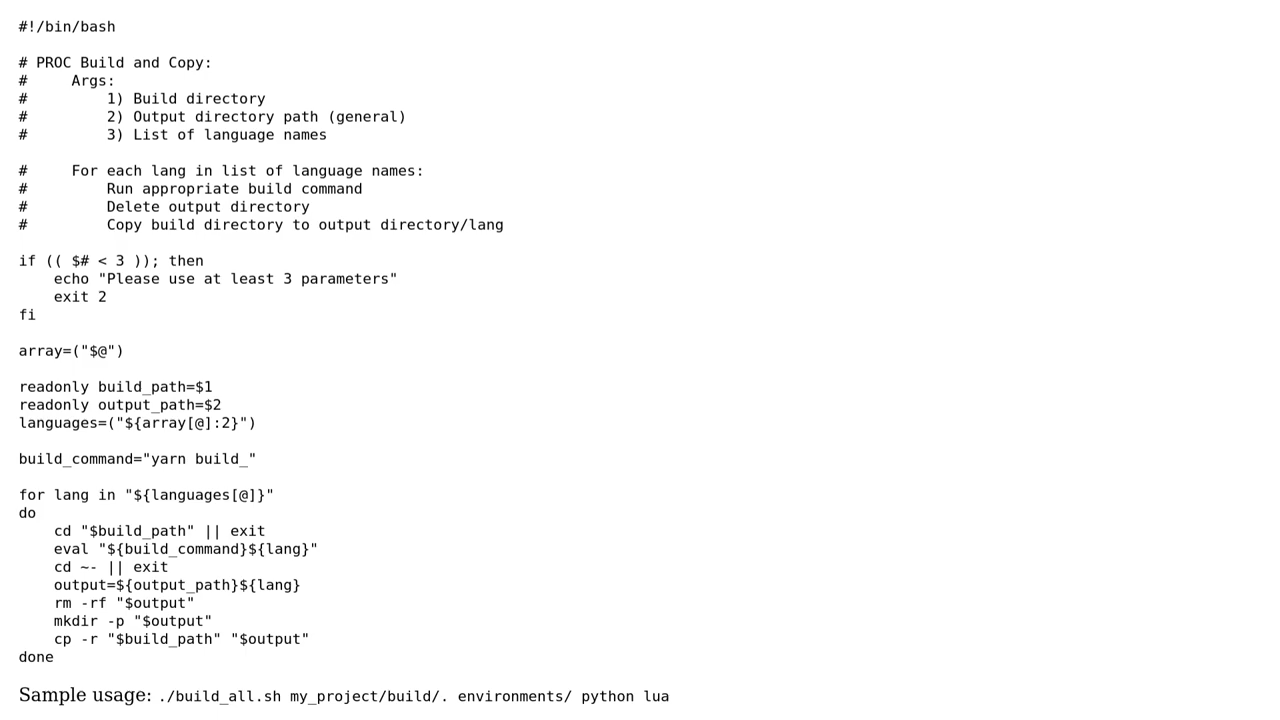 #!/bin/bash

# PROC Build and Copy:
#     Args:
#         1) Build directory
#         2) Output directory path (general)
#         3) List of language names

#     For each lang in list of language names:
#         Run appropriate build command
#         Delete output directory
#         Copy build directory to output directory/lang

if (( $# < 3 )); then
    echo "Please use at least 3 parameters"
    exit 2
fi

array=("$@")

readonly build_path=$1
readonly output_path=$2
languages=("${array[@]:2}")

build_command="yarn build_"

for lang in "${languages[@]}"
do
    cd "$build_path" || exit
    eval "${build_command}${lang}"
    cd ~- || exit
    output=${output_path}${lang}
    rm -rf "$output"
    mkdir -p "$output"
    cp -r "$build_path" "$output"
done

Sample usage: ./build_all.sh my_project/build/. environments/ python lua